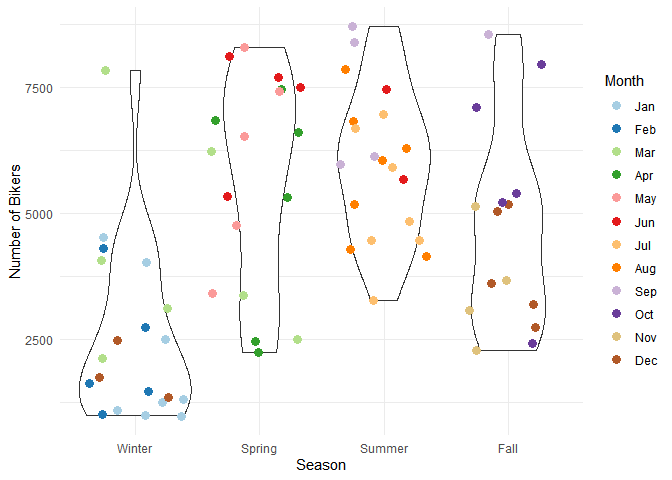 Number of Bikers
7500
5000
2500
Winter
Spring
Summer
Fall
Season
Month
Jan
Feb
Mar
Apr
May
Jun
Jul
Aug
Sep
Oct
Nov
Dec